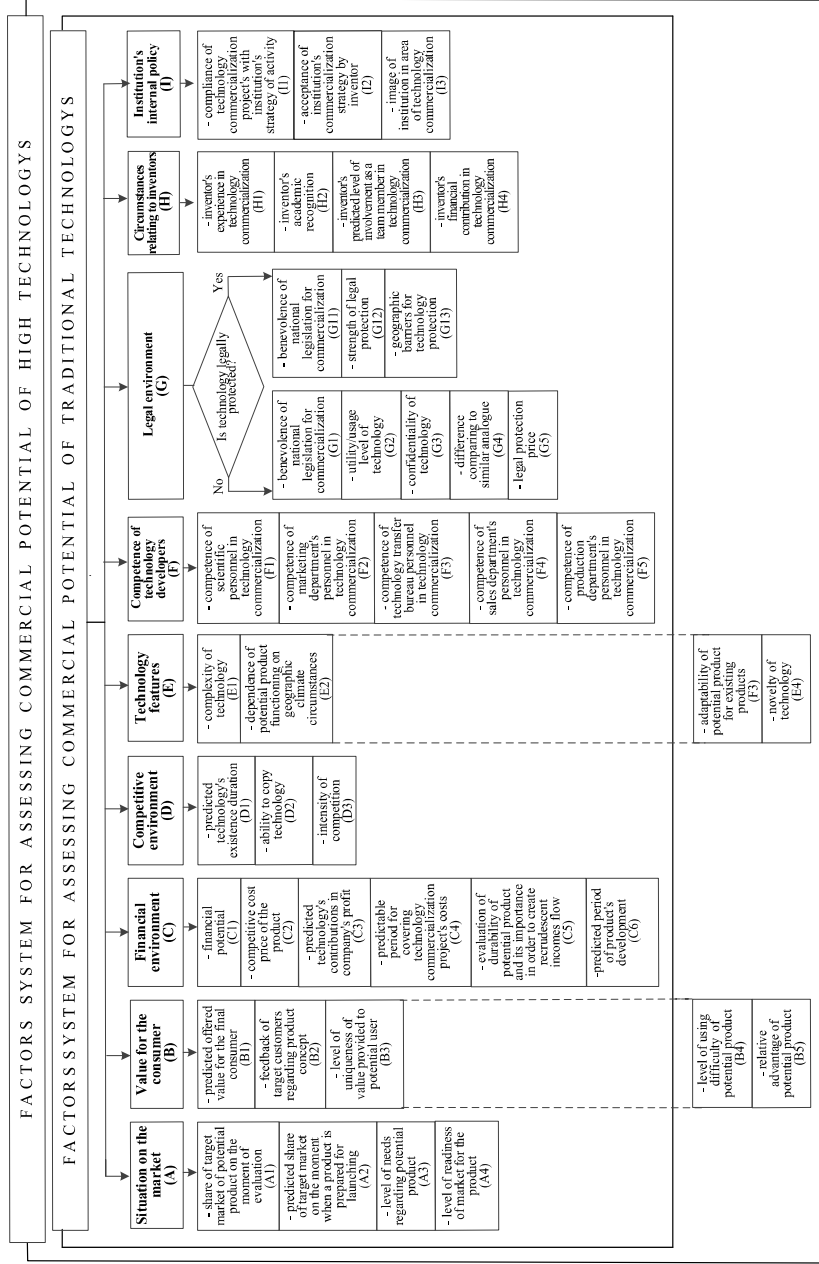 FACTORS SYSTEM FOR ASSESSING COMMERCIAL POTENTIAL OF HIGH TECHNOLOGYS
FACTORS SYSTEM FOR ASSESSING COMMERCIAL POTENTIAL OF TRADITIONAL TECHNOLOGYS
Situation on the
market
(A)
- share of target
market of potential
product on the
moment of
evaluation
(A1)
- predicted share
of target market
on the moment
when a product is
prepared for
launching
(A2)
- level of needs
regarding potential
product
(A3)
- level of readiness
of market for the
product
(A4)
Value for the
consumer
(B)
- predicted offered
value for the final
consumer
(B1)
- feedback of
target customers
regarding product
concept
(B2)
- level of
uniqueness of
value provided to
potential user
(B3)
- level of using
difficulty of
potential product
(B4)
- relative
advantage of
potential product
(B5)
Financial
environment
(C)
- financial
potential
(C1)
- competitive cost
price of the
product
(C2)
- predicted
technology's
contributions in
company's profit
(C3)
- predictable
period for
covering
technology
commercialization
project's costs
(C4)
- evaluation of
durability of
potential product
and its importance
in order to create
recrudescent
incomes flow
(C5)
-predicted period
of product's
development
(C6)
Competitive
environment
(D)
- predicted
technology's
existence duration
(D1)
- ability to copy
technology
(D2)
- intensity of
competition
(D3)
Technology
features
(E)
- complexity of
technology
(E1)
- dependence of
potential product
functioning on
geographic
climate
circumstances
(E2)
- adaptability of
potential product
for existing
products
(F3)
- novelty of
technology
(E4)
Competence of
technology
developers
(F)
- competence of
scientific
personnel in
technology
commercialization
(F1)
- competence of
marketing
department's
personnel in
technology
commercialization
(F2)
- competence of
technology transfer
bureau personnel
in technology
commercialization
(F3)
- competence of
sales department's
personnel in
technology
commercialization
(F4)
- competence of
production
department's
personnel in
technology
commercialization
(F5)
Legal environment
(G)
Is technology legally
protected?
No
Yes
- benevolence of
national
legislation for
commercialization
(G1)
- utility/usage
level of
technology
(G2)
- confidentiality of
technology
(G3)
- difference
comparing to
similar analogue
(G4)
- legal protection
price
(G5)
- benevolence of
national
legislation for
commercialization
(G11)
- strength of legal
protection
(G12)
- geographic
barriers for
technology
protection
(G13)
Circumstances
relating to inventors
(H)
- inventor's
experience in
technology
commercialization
(H1)
- inventor's
academic
recognition
(H2)
- inventor's
predicted level of
involvement as a
team member in
technology
commercialization
(H3)
- inventor's
financial
contribution in
technology
commercialization
(H4)
Institution's
internal policy
(I)
- compliance of
technology
commercialization
project's with
institution's
strategy of activity
(I1)
- acceptance of
institution's
commercialization
strategy by
inventor
(I2)
- image of
institution in area
of technology
commercialization
(I3)